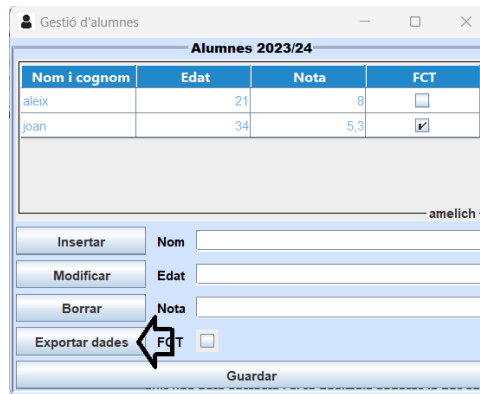 Gestió d'alumnes
Alumnes 2023/24
Nom i cognom Edat Nota FCT
aleix 21 8
joan 34 5,3
amelich
Insertar Nom
Modificar Edat
Borrar Nota
Exportar dades FCT
Guardar